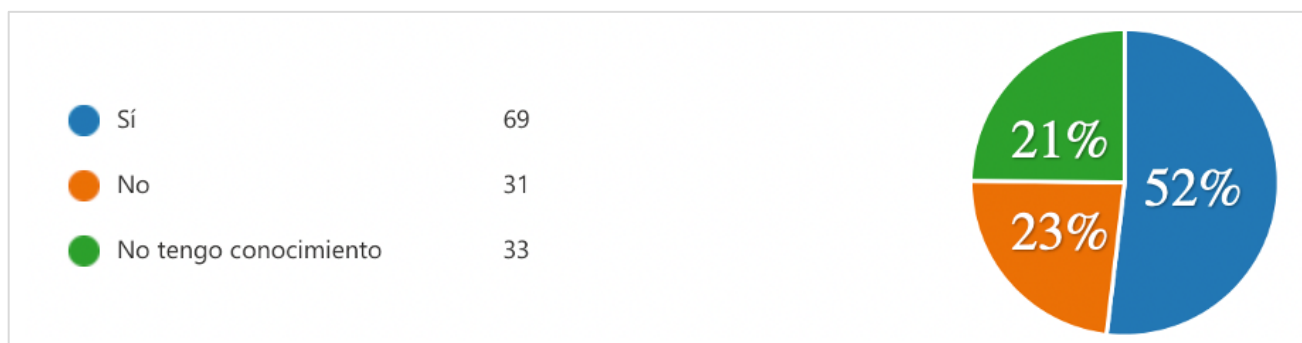 Sí 69
No 31
No tengo conocimiento 33
21%
52%
23%